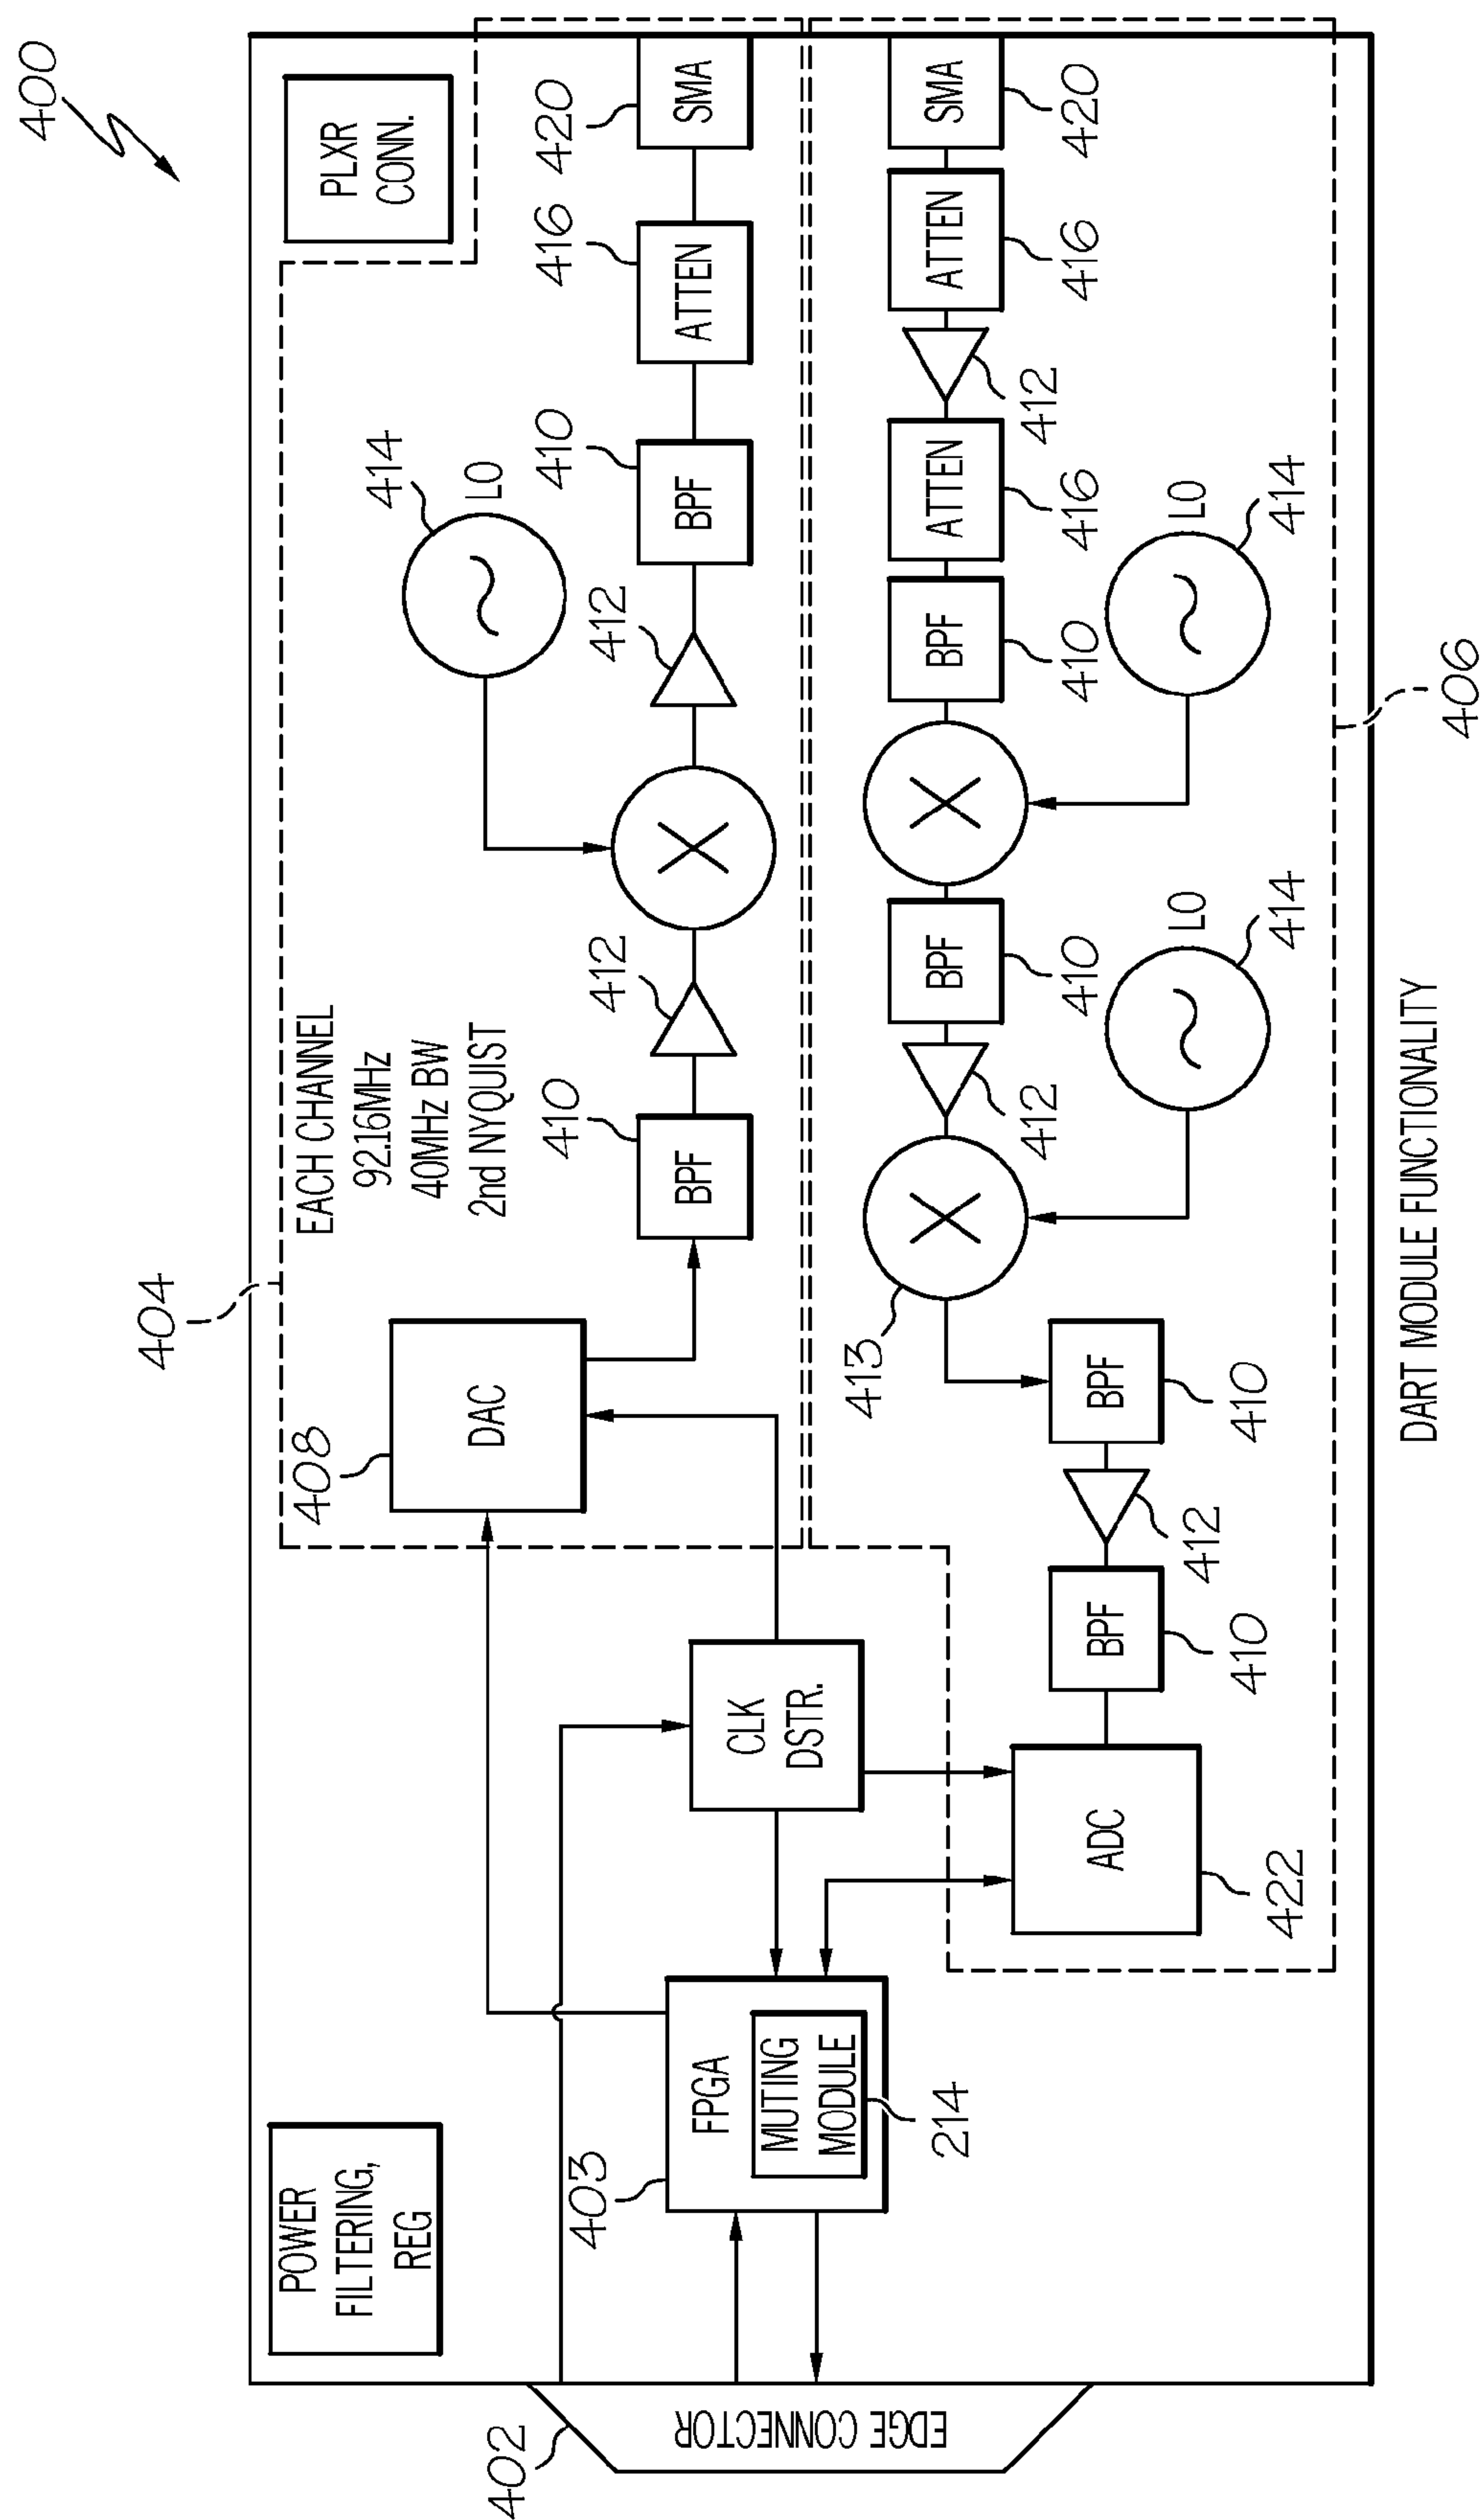 400
PLXR
CONN.
404
EACH CHANNEL
92.16MHz
40MHz BW
2nd NYQUIST
414
LO
POWER
FILTERING,
REG
408
DAC
410
BPF
412
412
410
BPF
416
ATTEN
420
SMA
402
EDGE CONNECTOR
403
FPGA
MUTING
MODULE
214
CLK
DSTR.
413
412
BPF
410
BPF
410
ATTEN
416
412
ATTEN
416
SMA
420
ADC
422
BPF
410
412
BPF
410
LO
414
LO
414
406
DART MODULE FUNCTIONALITY